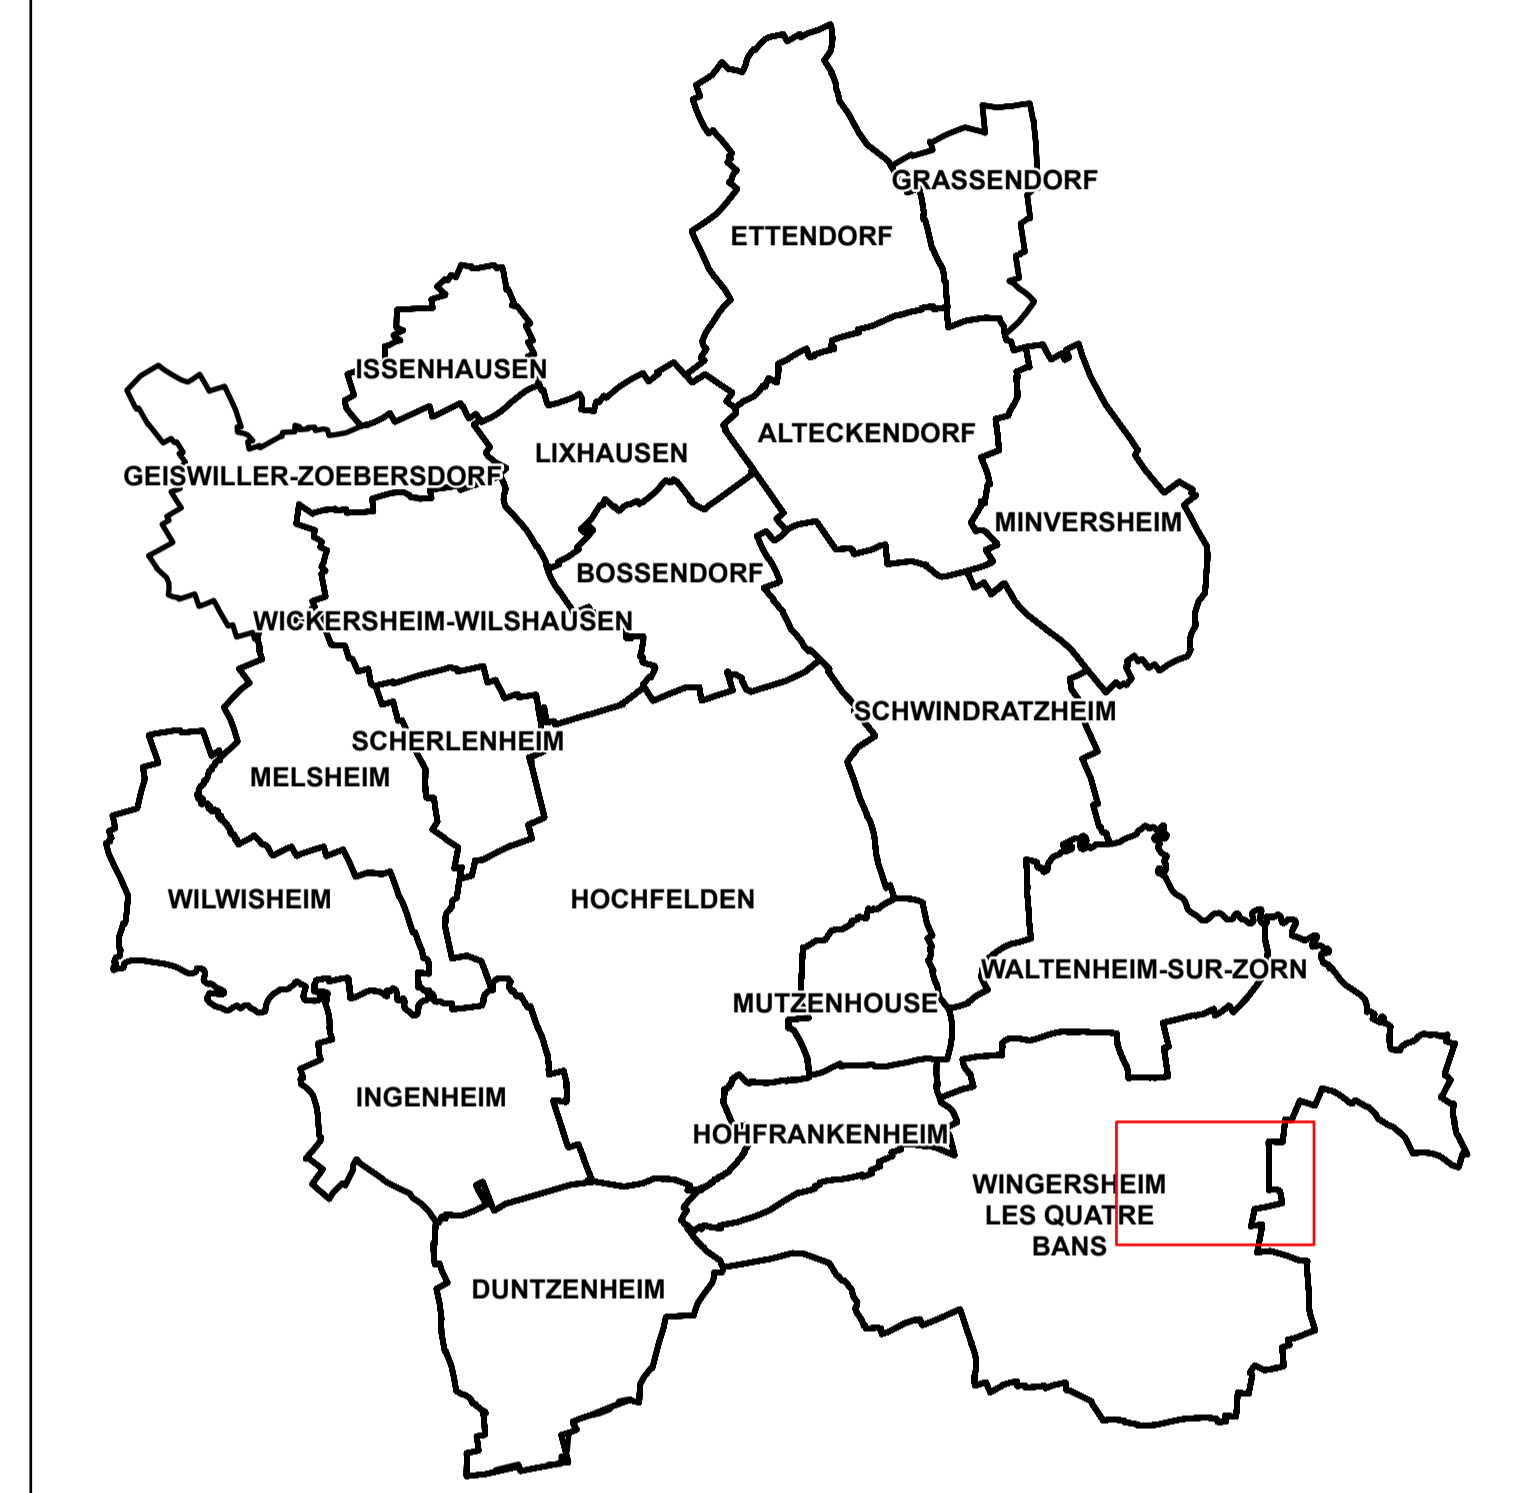 GRASSENDORF
ETTENDORF
ISSENHAUSEN
ALTECKENDORF
LIXHAUSEN
GEISWILLER-ZOEBERSDORF
MINVERSHEIM
BOSSENDORF
WICKERSHEIM-WILSHAUSEN
SCHWINDRATZHEIM
SCHERLENHEIM
MELSHEIM
WILWISHEIM
HOCHFELDEN
WALTENHEIM-SUR-ZORN
MUTZENHOUSE
INGENHEIM
HOHFRANKENHEIM
WINGERSHEIM
LES QUATRE
BANS
DUNTZENHEIM